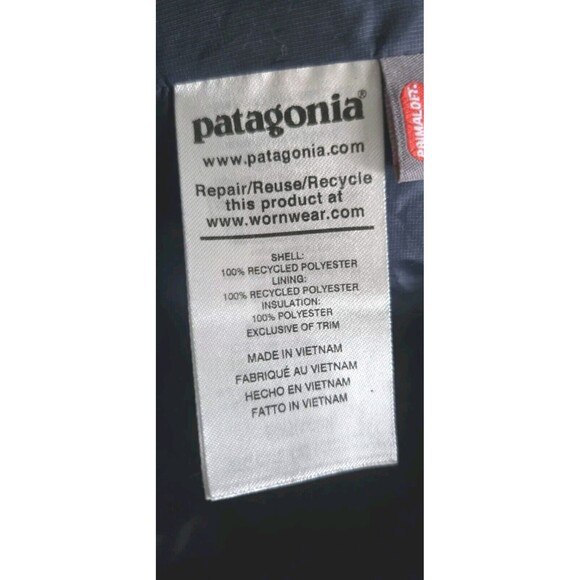 patagonia®
www.patagonia.com
Repair/Reuse/Recycle
this product at
www.wornwear.com
SHELL:
100% RECYCLED POLYESTER
LINING:
100% RECYCLED POLYESTER
INSULATION:
100% POLYESTER
EXCLUSIVE OF TRIM
MADE IN VIETNAM
FABRIQUÉ AU VIETNAM
HECHO EN VIETNAM
FATTO IN VIETNAM
PRIMALOFT